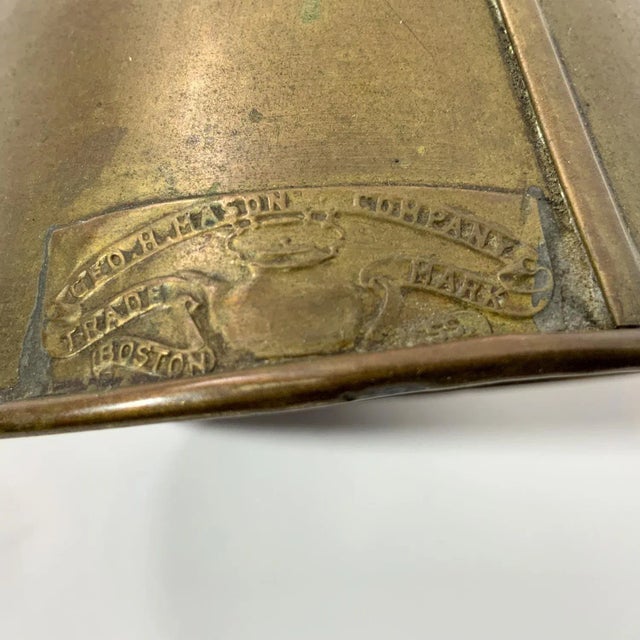 GEO. H. MASON COMPANY
TRADE MARK
BOSTON